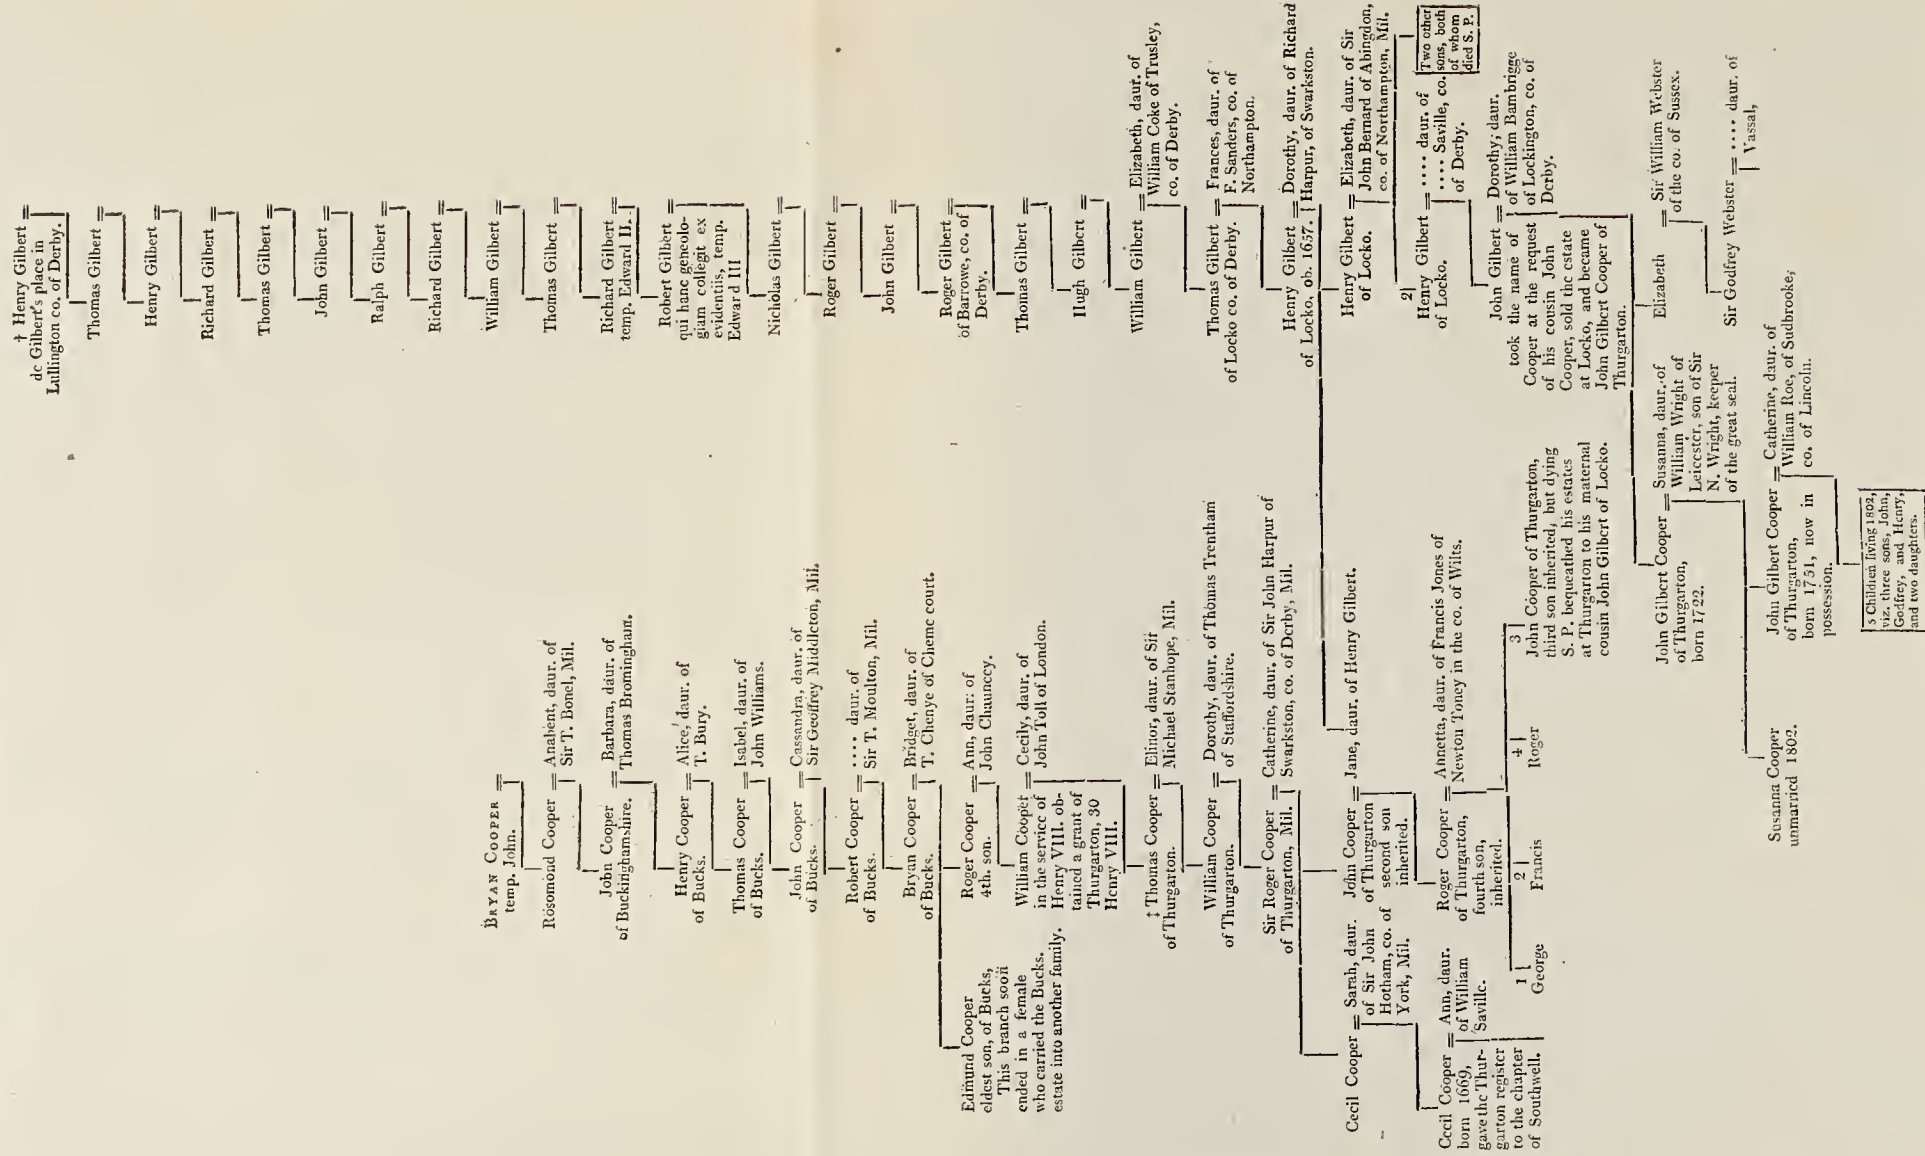 † Henry Gilbert =
de Gilbert's place in
Lullington co. of Derby.
Thomas Gilbert =
Henry Gilbert =
Richard Gilbert =
Thomas Gilbert =
John Gilbert =
Ralph Gilbert =
Richard Gilbert =
William Gilbert =
Thomas Gilbert =
Richard Gilbert =
temp. Edward II.
Robert Gilbert =
qui hanc geneolo-
giam collegit ex
evidentiis, temp.
Edward III
Nicholas Gilbert =
Roger Gilbert =
John Gilbert =
Roger Gilbert =
of Barrowe, co. of
Derby.
Thomas Gilbert =
Hugh Gilbert =
William Gilbert = Elizabeth, daur. of
William Coke of Trusley,
co. of Derby.
Thomas Gilbert = Frances, daur. of
of Locko co. of Derby. F. Sanders, co. of
Northampton.
Henry Gilbert = Dorothy, daur. of Richard
of Locko, ob. 1657. Harpur, of Swarkston.
Henry Gilbert = Elizabeth, daur. of Sir
of Locko. John Bernard of Abingdon,
co. of Northampton, Mil.
2
Henry Gilbert = .... daur. of
of Locko. .... Saville, co.
of Derby.
Two other
sons, both
of whom
died S. P.
John Gilbert = Dorothy, daur.
took the name of of William Bambrigge
Cooper at the request of Lockington, co. of
of his cousin John Derby.
Cooper, sold the estate
at Locko, and became
John Gilbert Cooper of
Thurgarton.
Elizabeth = Sir William Webster
of the co. of Sussex.
Sir Godfrey Webster = .... daur. of
Vassal,
BRYAN COOPER =
temp. John.
Rosomond Cooper = Anabent, daur. of
Sir T. Bonel, Mil.
John Cooper = Barbara, daur. of
of Buckinghamshire. Thomas Bromingham.
Henry Cooper = Alice, daur. of
of Bucks. T. Bury.
Thomas Cooper = Isabel, daur. of
of Bucks. John Williams.
John Cooper = Cassandra, daur. of
of Bucks. Sir Geoffrey Middleton, Mil.
Robert Cooper = .... daur. of
of Bucks. Sir T. Moulton, Mil.
Bryan Cooper = Bridget, daur. of
of Bucks. T. Chenye of Cheme court.
Edmund Cooper
eldest son, of Bucks,
This branch soon
ended in a female
who carried the Bucks.
estate into another family.
Roger Cooper = Ann, daur. of
4th. son. John Chaunccy.
William Cooper = Cecily, daur. of
in the service of John Toll of London.
Henry VIII. ob-
tained a grant of
Thurgarton, 30
Henry VIII.
‡ Thomas Cooper = Elinor, daur. of Sir
of Thurgarton. Michael Stanhope, Mil.
William Cooper = Dorothy, daur. of Thomas Trentham
of Thurgarton. of Staffordshire.
Sir Roger Cooper = Catherine, daur. of Sir John Harpur of
of Thurgarton, Mil. Swarkston, co. of Derby, Mil.
Cecil Cooper = Sarah, daur.
of Sir John
Hotham, co. of
York, Mil.
John Cooper = Jane, daur. of Henry Gilbert.
of Thurgarton
second son
inherited.
Cecil Cooper = Ann, daur.
born 1669, of William
gave the Thur- Saville.
garton register
to the chapter
of Southwell.
Roger Cooper = Annetta, daur. of Francis Jones of
of Thurgarton, Newton Toney in the co. of Wilts.
fourth son,
inherited.
1
George
2
Francis
4
Roger
3
John Cooper of Thurgarton,
third son inherited, but dying
S. P. bequeathed his estates
at Thurgarton to his maternal
cousin John Gilbert of Locko.
John Gilbert Cooper = Susanna, daur. of
of Thurgarton, William Wright of
born 1722. Leicester, son of Sir
N. Wright, keeper
of the great seal.
Susanna Cooper
unmarried 1802.
John Gilbert Cooper = Catherine, daur. of
of Thurgarton, William Roe, of Sudbrooke,
born 1751, now in co. of Lincoln.
possession.
5 Children living 1802,
viz. three sons, John,
Godfrey, and Henry,
and two daughters.